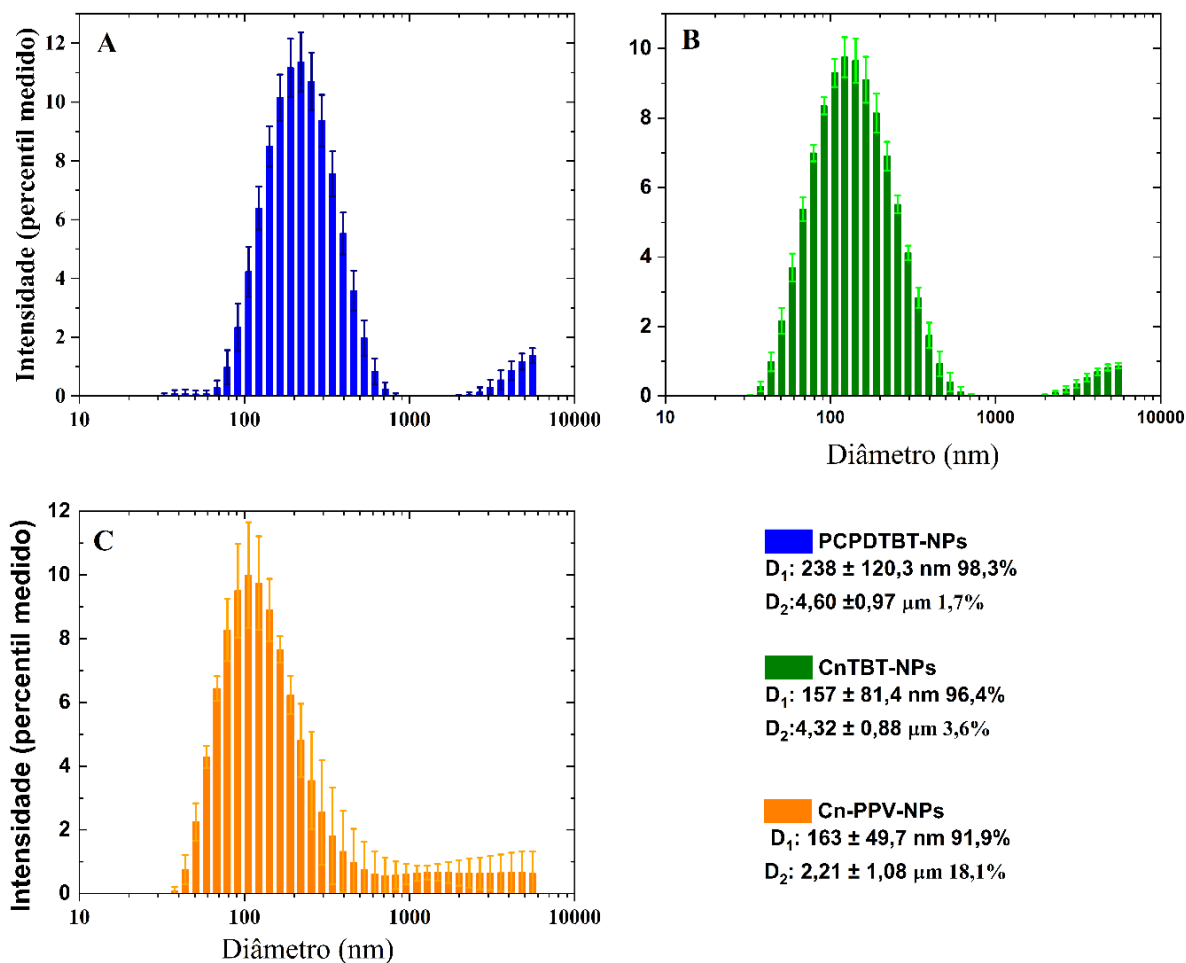 A
Intensidade (percentil medido)
12
10
8
6
4
2
0
10
100
1000
10000
B
10
8
6
4
2
0
10
100
1000
10000
Diâmetro (nm)
C
Intensidade (percentil medido)
12
10
8
6
4
2
0
10
100
1000
10000
Diâmetro (nm)
PCPDTBT-NPs
D₁: 238 ± 120,3 nm 98,3%
D₂:4,60 ±0,97 μm 1,7%
CnTBT-NPs
D₁: 157 ± 81,4 nm 96,4%
D₂:4,32 ± 0,88 μm 3,6%
Cn-PPV-NPs
D₁: 163 ± 49,7 nm 91,9%
D₂: 2,21 ± 1,08 μm 18,1%